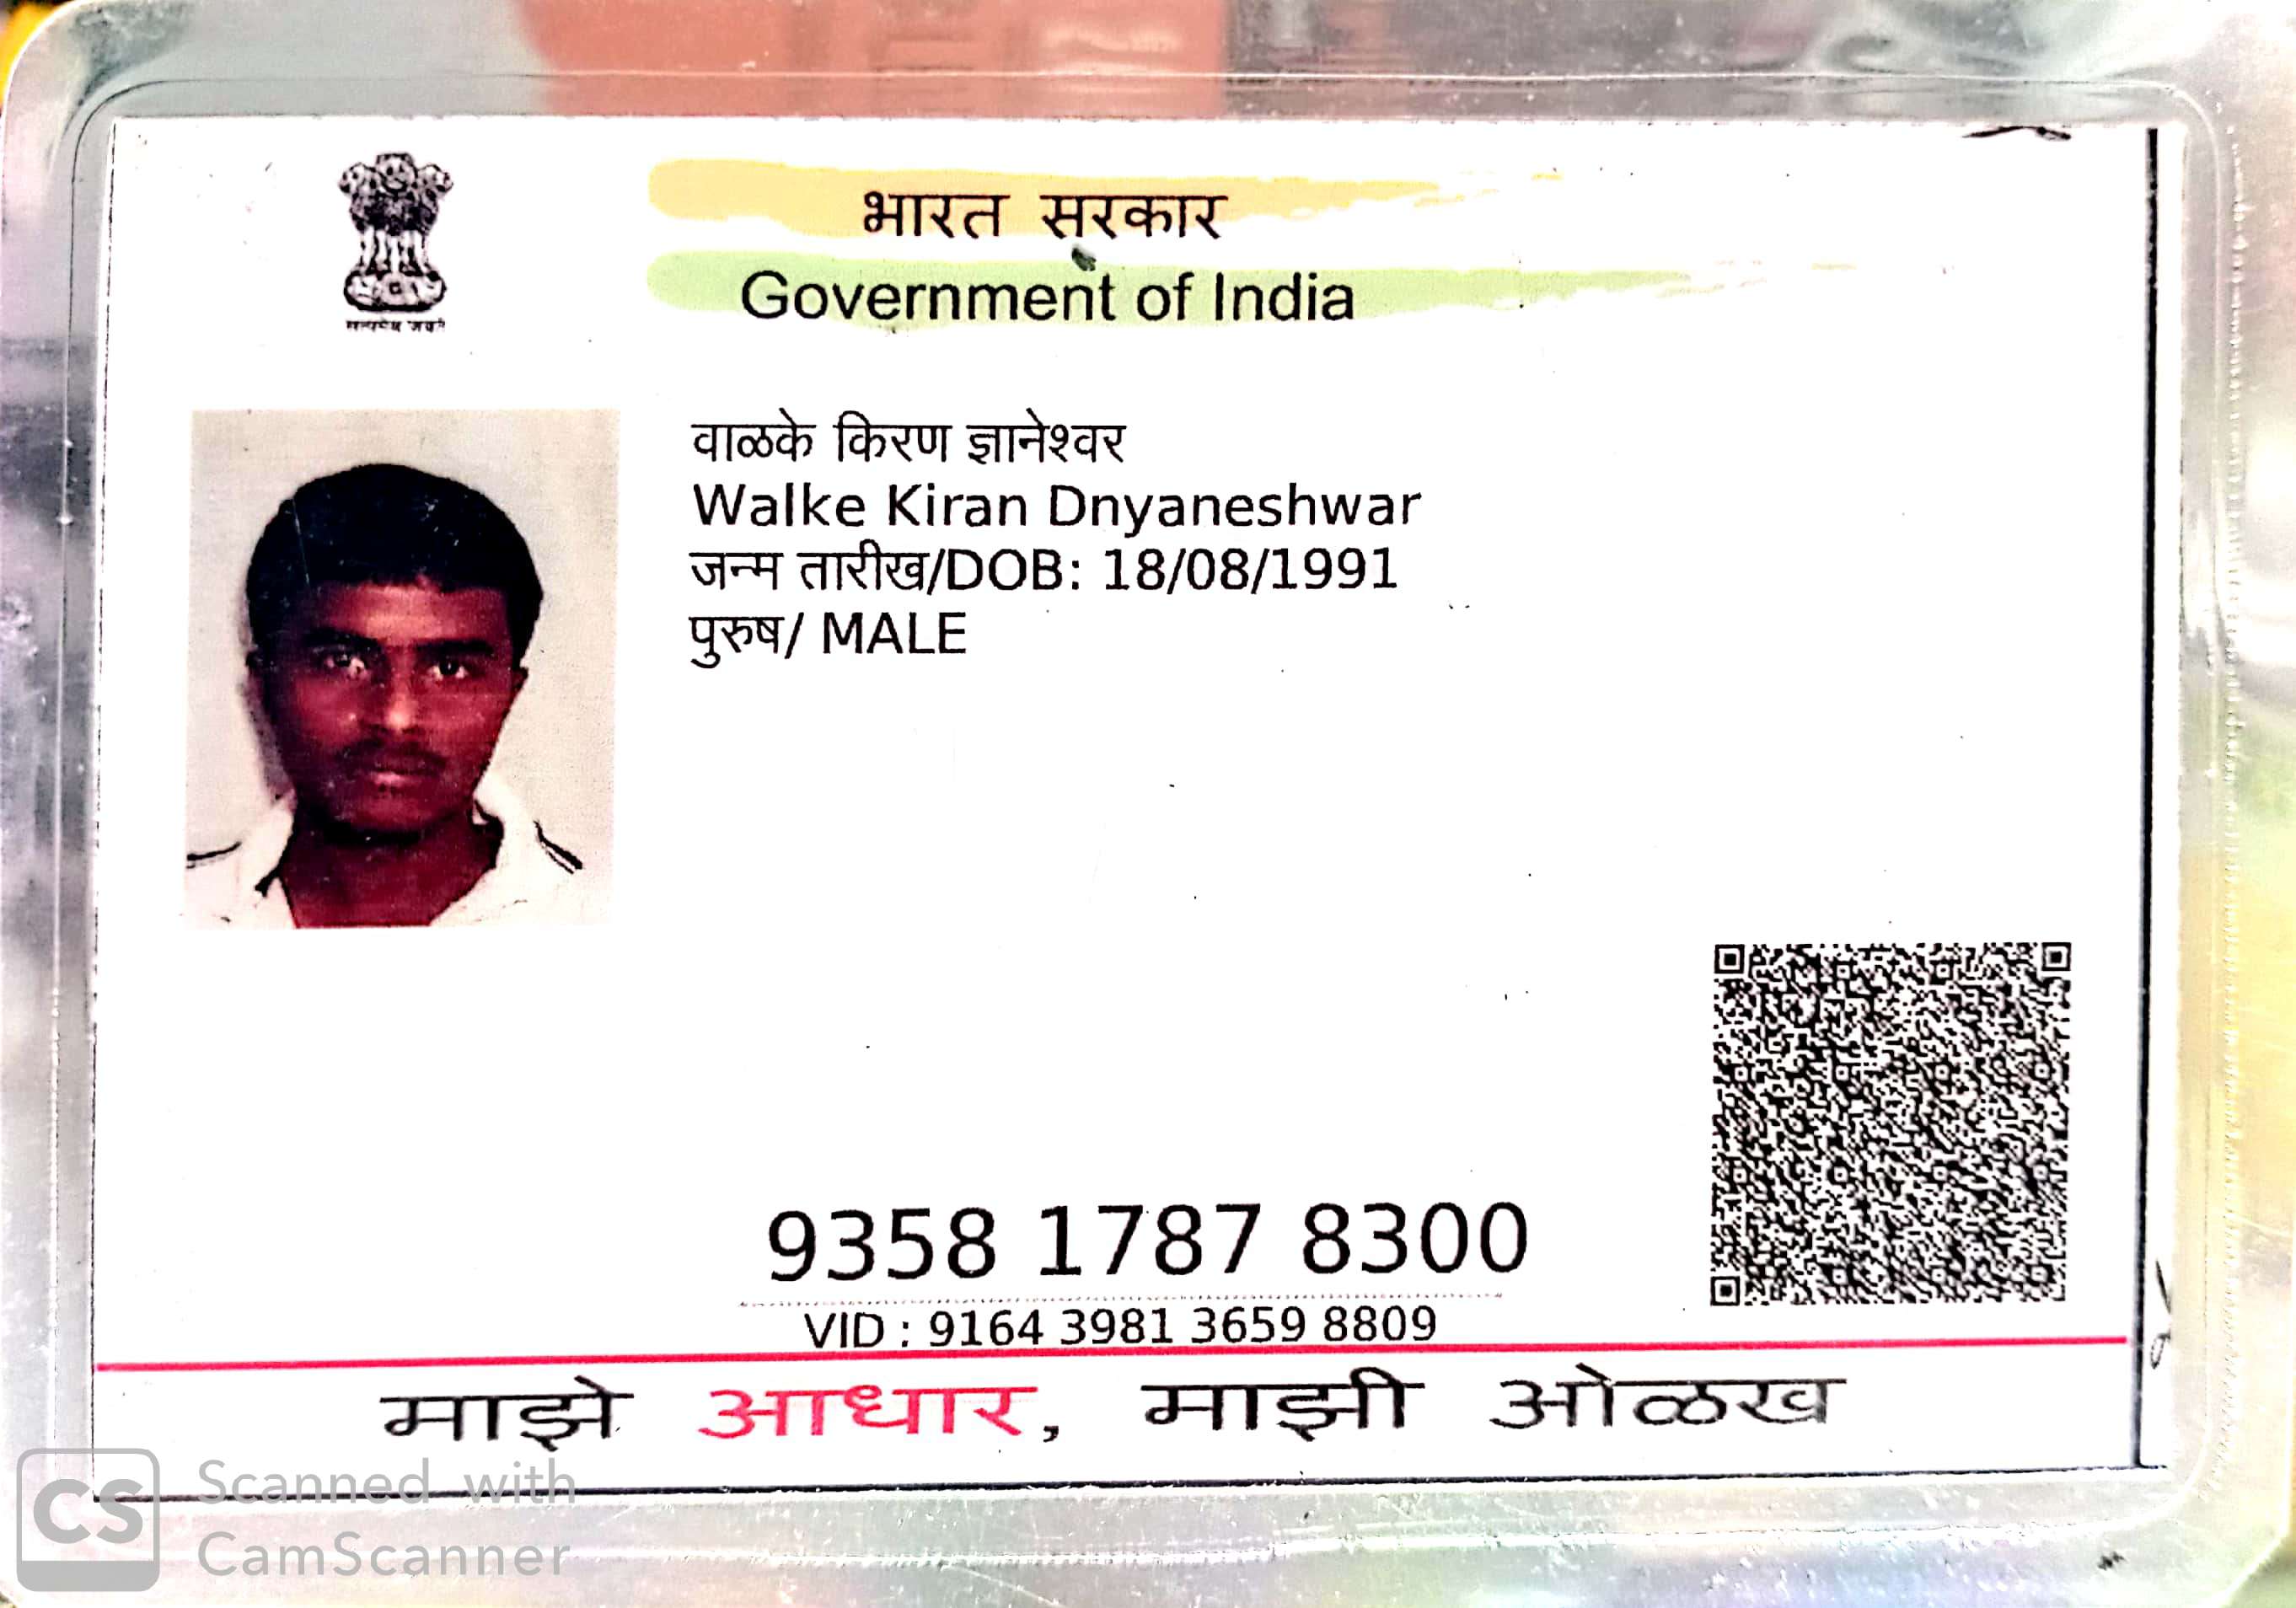 भारत सरकार
Government of India
सत्यमेव जयते
वाळके किरण ज्ञानेश्वर
Walke Kiran Dnyaneshwar
जन्म तारीख/DOB: 18/08/1991
पुरुष/ MALE
9358 1787 8300
VID : 9164 3981 3659 8809
माझे आधार, माझी ओळख
CS
Scanned with
CamScanner